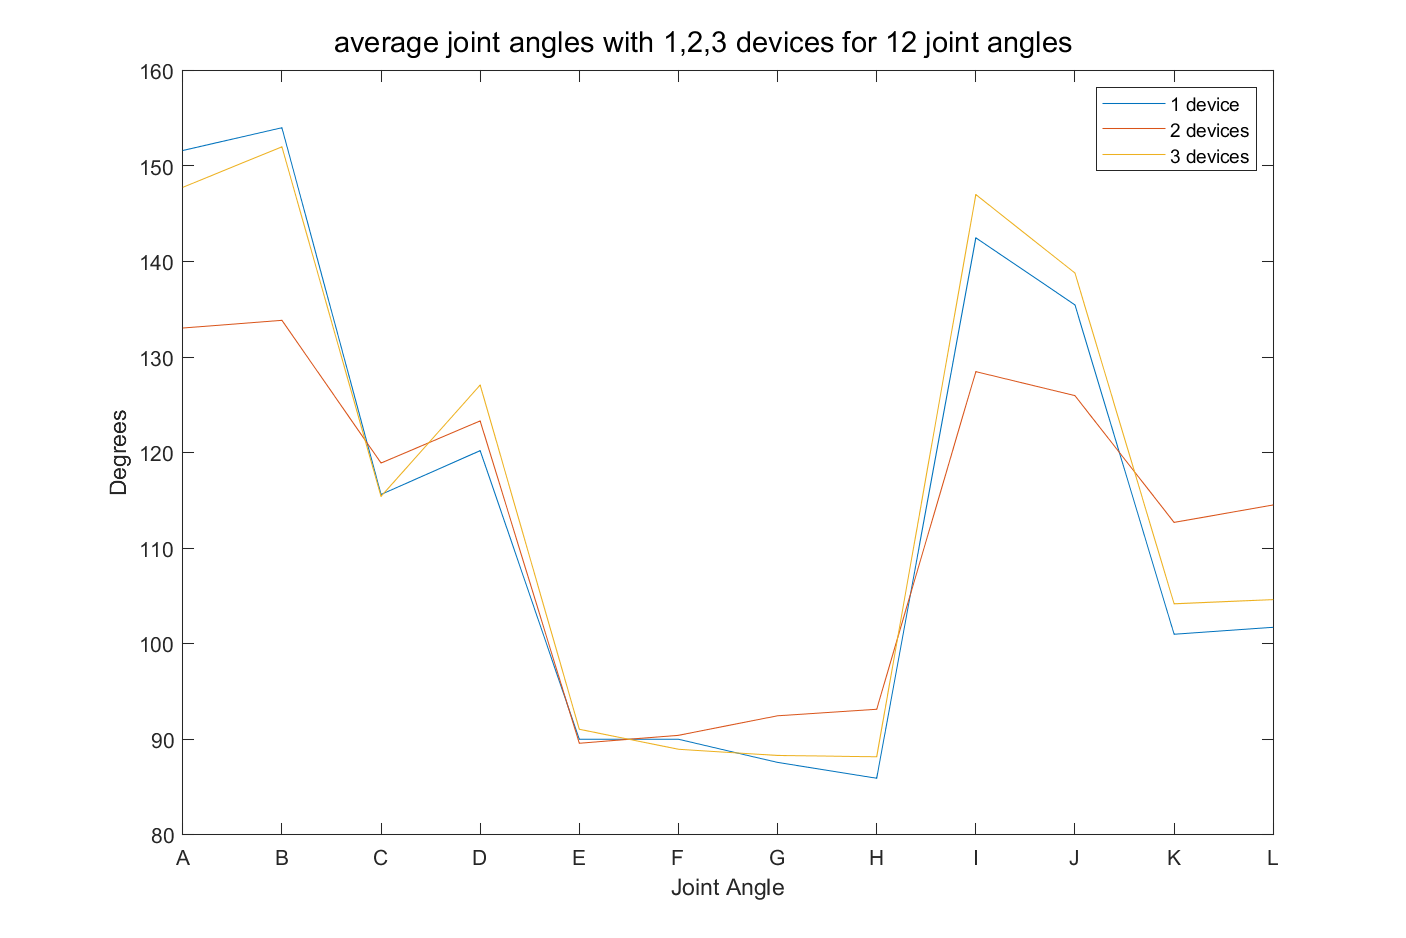 average joint angles with 1,2,3 devices for 12 joint angles
160
150
140
130
120
110
100
90
80
Degrees
1 device
2 devices
3 devices
A B C D E F G H I J K L
Joint Angle